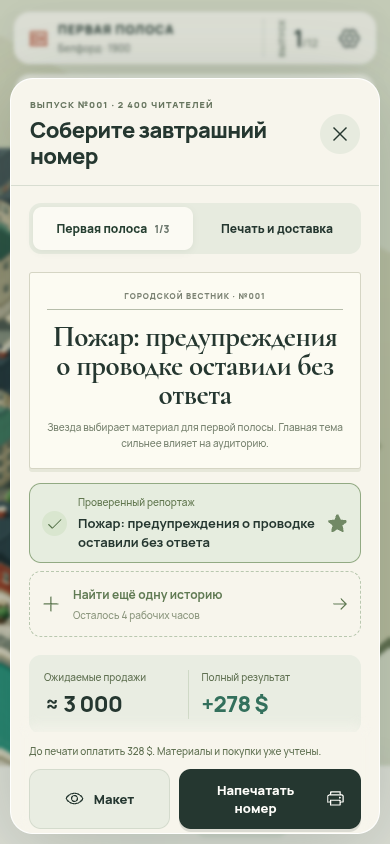 ПЕРВАЯ ПОЛОСА
Белфорд · 1900
1/12
ВЫПУСК №001 · 2 400 ЧИТАТЕЛЕЙ
Соберите завтрашний
номер
Первая полоса 1/3
Печать и доставка
ГОРОДСКОЙ ВЕСТНИК · №001
Пожар: предупреждения
о проводке оставили без
ответа
Звезда выбирает материал для первой полосы. Главная тема
сильнее влияет на аудиторию.
Проверенный репортаж
Пожар: предупреждения о проводке
оставили без ответа
Найти ещё одну историю
Осталось 4 рабочих часов
Ожидаемые продажи
≈ 3 000
Полный результат
+278 $
До печати оплатить 328 $. Материалы и покупки уже учтены.
Макет
Напечатать
номер